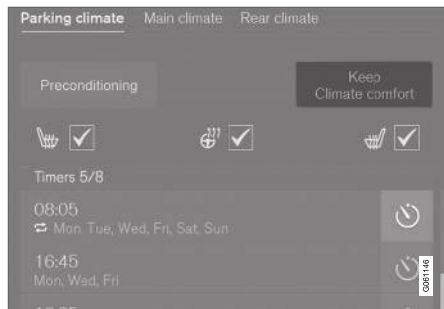 Parking climate Main climate Rear climate
Preconditioning
Keep
Climate comfort
Timers 5/8
08:05
Mon, Tue, Wed, Fri, Sat, Sun
16:45
Mon, Wed, Fri
G061146